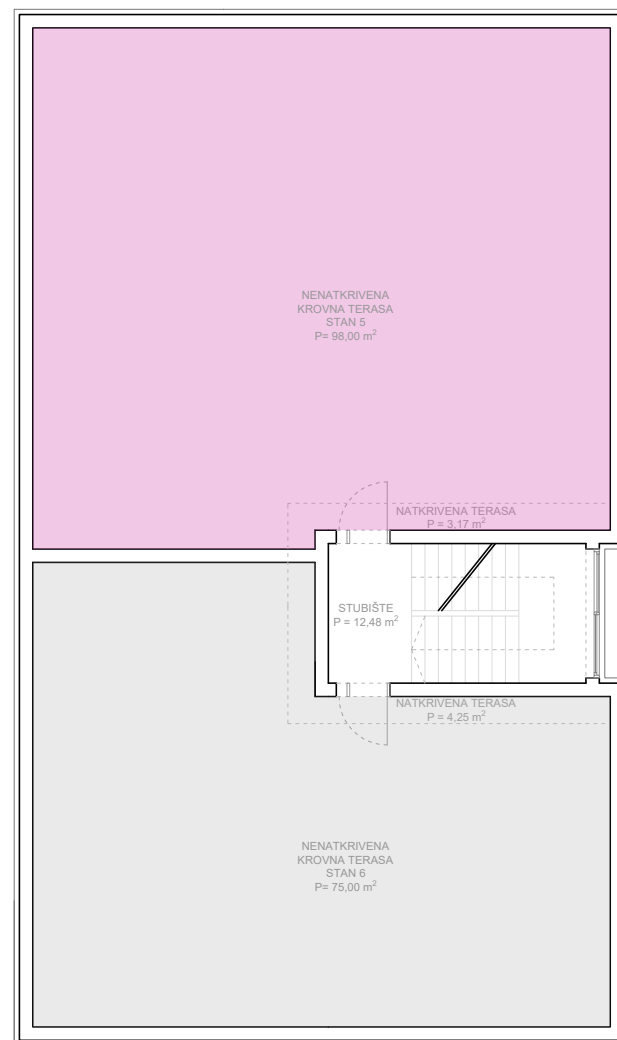 NENATKRIVENA
KROVNA TERASA
STAN 5
P= 98,00 m²
NATKRIVENA TERASA
P = 3,17 m²
STUBIŠTE
P = 12,48 m²
NATKRIVENA TERASA
P = 4,25 m²
NENATKRIVENA
KROVNA TERASA
STAN 6
P= 75,00 m²